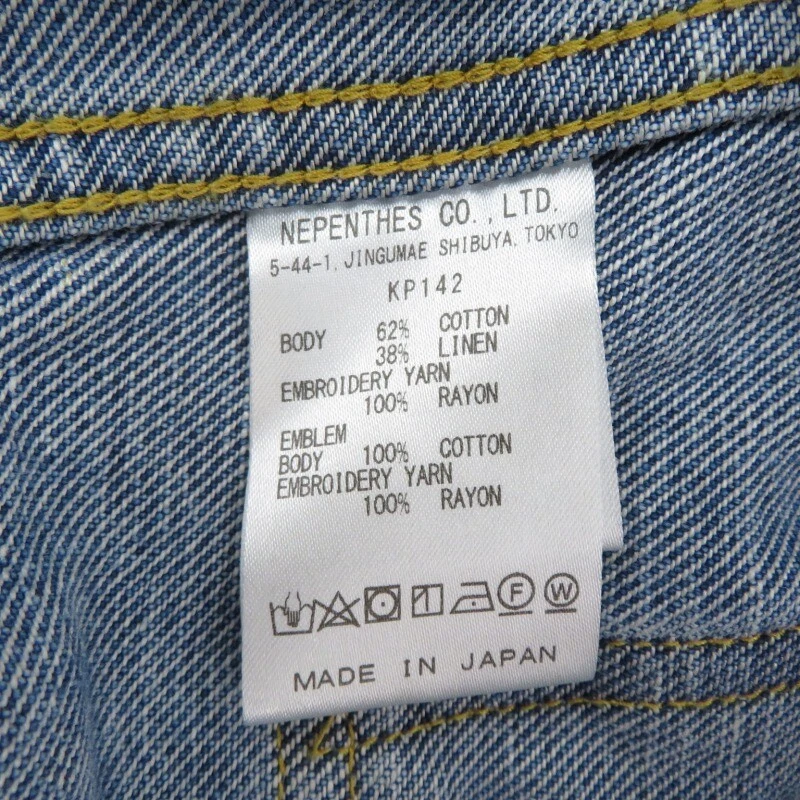 NEPENTHES CO.,LTD.
5-44-1, JINGUMAE SHIBUYA, TOKYO
KP142
BODY 62% COTTON
38% LINEN
EMBROIDERY YARN
100% RAYON
EMBLEM
BODY 100% COTTON
EMBROIDERY YARN
100% RAYON
F W
MADE IN JAPAN